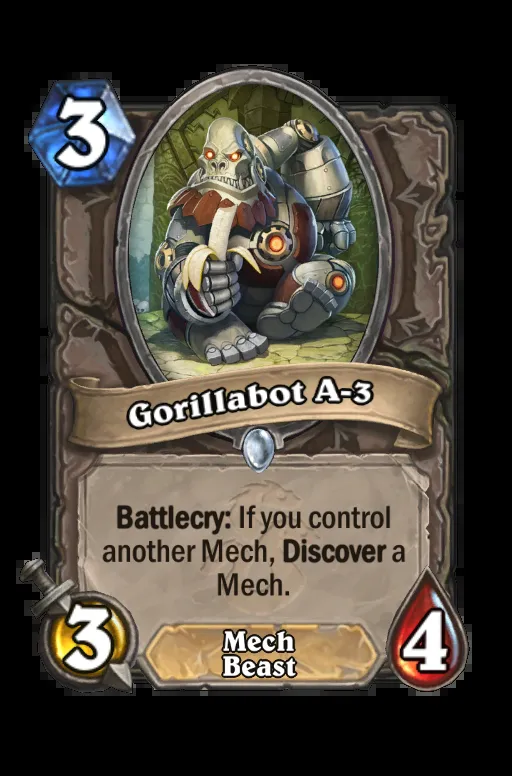 3
Gorillabot A-3
Battlecry: If you control
another Mech, Discover a
Mech.
3
Mech
Beast
4